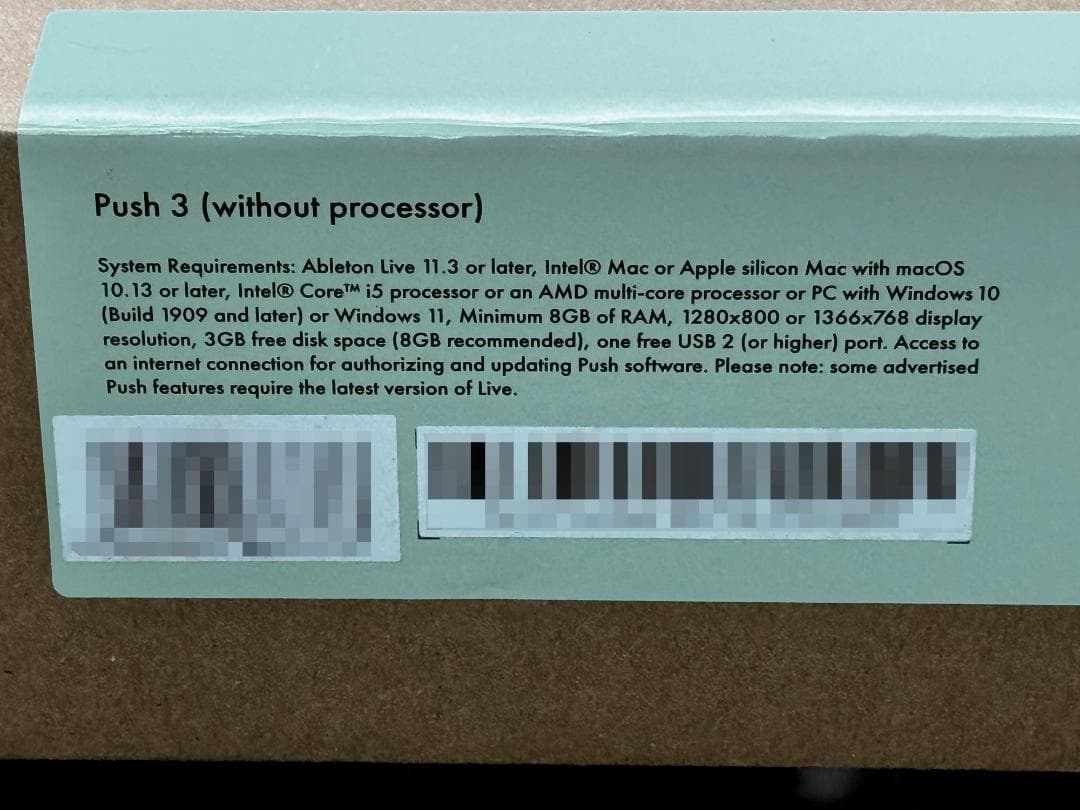 Push 3 (without processor)
System Requirements: Ableton Live 11.3 or later, Intel® Mac or Apple silicon Mac with macOS
10.13 or later, Intel® Core™ i5 processor or an AMD multi-core processor or PC with Windows 10
(Build 1909 and later) or Windows 11, Minimum 8GB of RAM, 1280x800 or 1366x768 display
resolution, 3GB free disk space (8GB recommended), one free USB 2 (or higher) port. Access to
an internet connection for authorizing and updating Push software. Please note: some advertised
Push features require the latest version of Live.